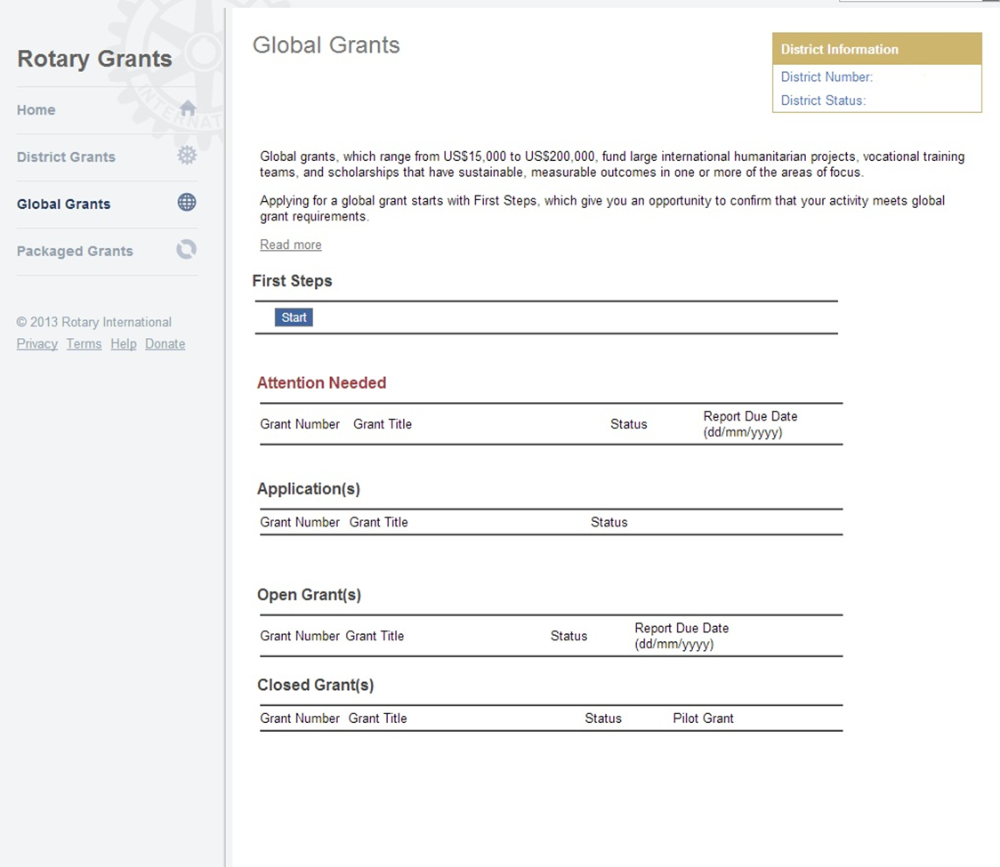 Rotary Grants
Home
District Grants
Global Grants
Packaged Grants
© 2013 Rotary International
Privacy Terms Help Donate
Global Grants
District Information
District Number:
District Status:
Global grants, which range from US$15,000 to US$200,000, fund large international humanitarian projects, vocational training
teams, and scholarships that have sustainable, measurable outcomes in one or more of the areas of focus.
Applying for a global grant starts with First Steps, which give you an opportunity to confirm that your activity meets global
grant requirements.
Read more
First Steps
Start
Attention Needed
Grant Number Grant Title Status Report Due Date
(dd/mm/yyyy)
Application(s)
Grant Number Grant Title Status
Open Grant(s)
Grant Number Grant Title Status Report Due Date
(dd/mm/yyyy)
Closed Grant(s)
Grant Number Grant Title Status Pilot Grant